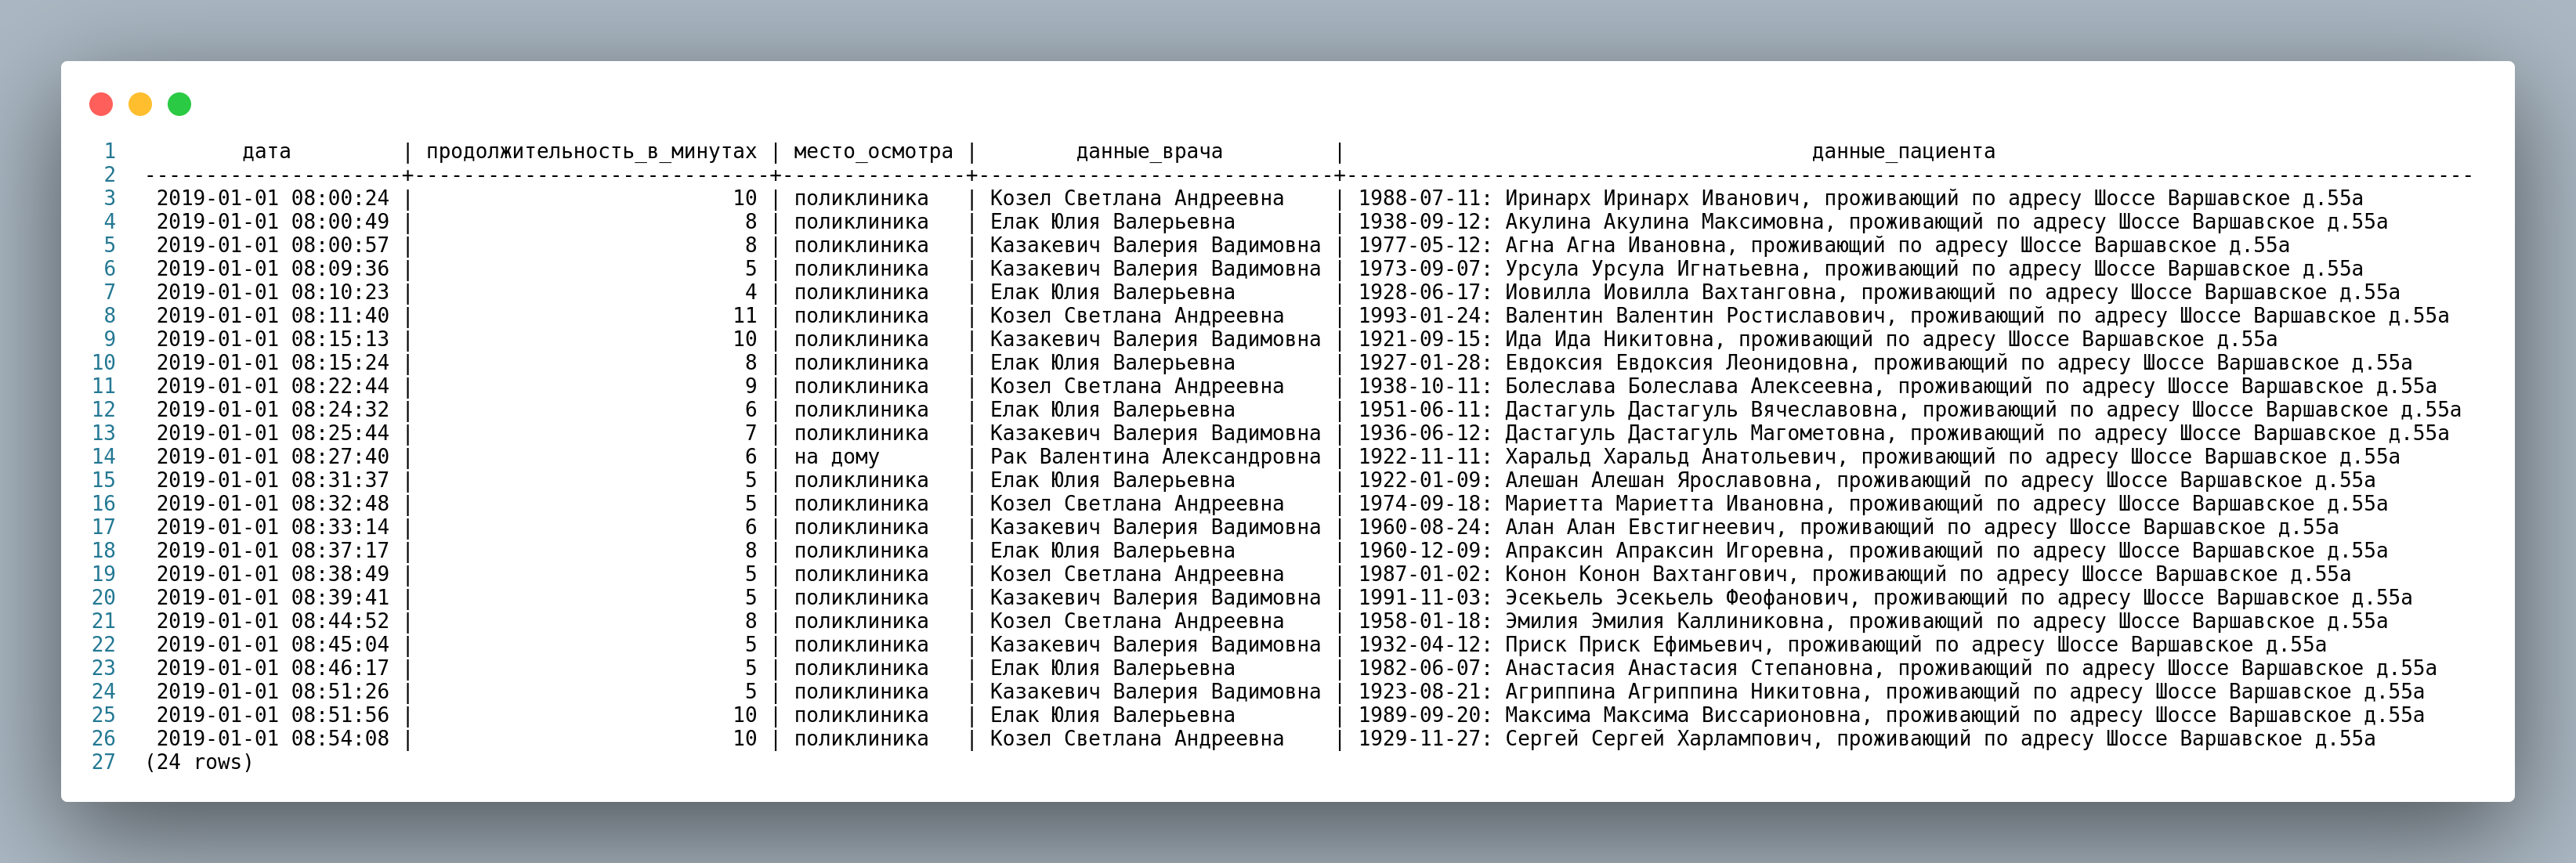 1 дата | продолжительность_в_минутах | место_осмотра | данные_врача | данные_пациента
2 ---------------------+-----------------------------+---------------+-----------------------------+--------------------------------------------------------------------------------------------
3 2019-01-01 08:00:24 | 10 | поликлиника | Козел Светлана Андреевна | 1988-07-11: Иринарх Иринарх Иванович, проживающий по адресу Шоссе Варшавское д.55а
4 2019-01-01 08:00:49 | 8 | поликлиника | Елак Юлия Валерьевна | 1938-09-12: Акулина Акулина Максимовна, проживающий по адресу Шоссе Варшавское д.55а
5 2019-01-01 08:00:57 | 8 | поликлиника | Казакевич Валерия Вадимовна | 1977-05-12: Агна Агна Ивановна, проживающий по адресу Шоссе Варшавское д.55а
6 2019-01-01 08:09:36 | 5 | поликлиника | Казакевич Валерия Вадимовна | 1973-09-07: Урсула Урсула Игнатьевна, проживающий по адресу Шоссе Варшавское д.55а
7 2019-01-01 08:10:23 | 4 | поликлиника | Елак Юлия Валерьевна | 1928-06-17: Иовилла Иовилла Вахтанговна, проживающий по адресу Шоссе Варшавское д.55а
8 2019-01-01 08:11:40 | 11 | поликлиника | Козел Светлана Андреевна | 1993-01-24: Валентин Валентин Ростиславович, проживающий по адресу Шоссе Варшавское д.55а
9 2019-01-01 08:15:13 | 10 | поликлиника | Казакевич Валерия Вадимовна | 1921-09-15: Ида Ида Никитовна, проживающий по адресу Шоссе Варшавское д.55а
10 2019-01-01 08:15:24 | 8 | поликлиника | Елак Юлия Валерьевна | 1927-01-28: Евдоксия Евдоксия Леонидовна, проживающий по адресу Шоссе Варшавское д.55а
11 2019-01-01 08:22:44 | 9 | поликлиника | Козел Светлана Андреевна | 1938-10-11: Болеслава Болеслава Алексеевна, проживающий по адресу Шоссе Варшавское д.55а
12 2019-01-01 08:24:32 | 6 | поликлиника | Елак Юлия Валерьевна | 1951-06-11: Дастагуль Дастагуль Вячеславовна, проживающий по адресу Шоссе Варшавское д.55а
13 2019-01-01 08:25:44 | 7 | поликлиника | Казакевич Валерия Вадимовна | 1936-06-12: Дастагуль Дастагуль Магометовна, проживающий по адресу Шоссе Варшавское д.55а
14 2019-01-01 08:27:40 | 6 | на дому | Рак Валентина Александровна | 1922-11-11: Харальд Харальд Анатольевич, проживающий по адресу Шоссе Варшавское д.55а
15 2019-01-01 08:31:37 | 5 | поликлиника | Елак Юлия Валерьевна | 1922-01-09: Алешан Алешан Ярославовна, проживающий по адресу Шоссе Варшавское д.55а
16 2019-01-01 08:32:48 | 5 | поликлиника | Козел Светлана Андреевна | 1974-09-18: Мариетта Мариетта Ивановна, проживающий по адресу Шоссе Варшавское д.55а
17 2019-01-01 08:33:14 | 6 | поликлиника | Казакевич Валерия Вадимовна | 1960-08-24: Алан Алан Евстигнеевич, проживающий по адресу Шоссе Варшавское д.55а
18 2019-01-01 08:37:17 | 8 | поликлиника | Елак Юлия Валерьевна | 1960-12-09: Апраксин Апраксин Игоревна, проживающий по адресу Шоссе Варшавское д.55а
19 2019-01-01 08:38:49 | 5 | поликлиника | Козел Светлана Андреевна | 1987-01-02: Конон Конон Вахтангович, проживающий по адресу Шоссе Варшавское д.55а
20 2019-01-01 08:39:41 | 5 | поликлиника | Казакевич Валерия Вадимовна | 1991-11-03: Эсекьель Эсекьель Феофанович, проживающий по адресу Шоссе Варшавское д.55а
21 2019-01-01 08:44:52 | 8 | поликлиника | Козел Светлана Андреевна | 1958-01-18: Эмилия Эмилия Каллиниковна, проживающий по адресу Шоссе Варшавское д.55а
22 2019-01-01 08:45:04 | 5 | поликлиника | Казакевич Валерия Вадимовна | 1932-04-12: Приск Приск Ефимьевич, проживающий по адресу Шоссе Варшавское д.55а
23 2019-01-01 08:46:17 | 5 | поликлиника | Елак Юлия Валерьевна | 1982-06-07: Анастасия Анастасия Степановна, проживающий по адресу Шоссе Варшавское д.55а
24 2019-01-01 08:51:26 | 5 | поликлиника | Казакевич Валерия Вадимовна | 1923-08-21: Агриппина Агриппина Никитовна, проживающий по адресу Шоссе Варшавское д.55а
25 2019-01-01 08:51:56 | 10 | поликлиника | Елак Юлия Валерьевна | 1989-09-20: Максима Максима Виссарионовна, проживающий по адресу Шоссе Варшавское д.55а
26 2019-01-01 08:54:08 | 10 | поликлиника | Козел Светлана Андреевна | 1929-11-27: Сергей Сергей Харлампович, проживающий по адресу Шоссе Варшавское д.55а
27 (24 rows)